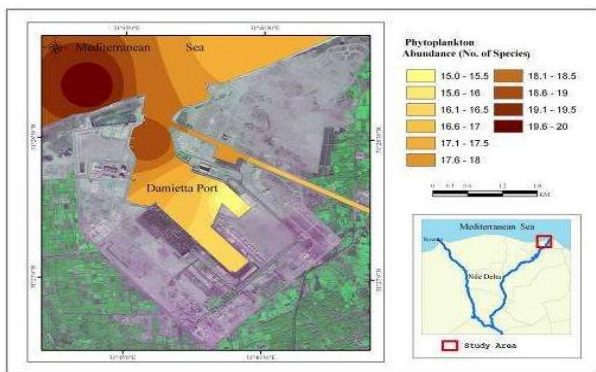 Mediterranean Sea
Damietta Port
Phytoplankton
Abundance (No. of Species)
15.0 - 15.5
15.6 - 16
16.1 - 16.5
16.6 - 17
17.1 - 17.5
17.6 - 18
18.1 - 18.5
18.6 - 19
19.1 - 19.5
19.6 - 20
KM
Mediterranean Sea
Nile Delta
Study Area